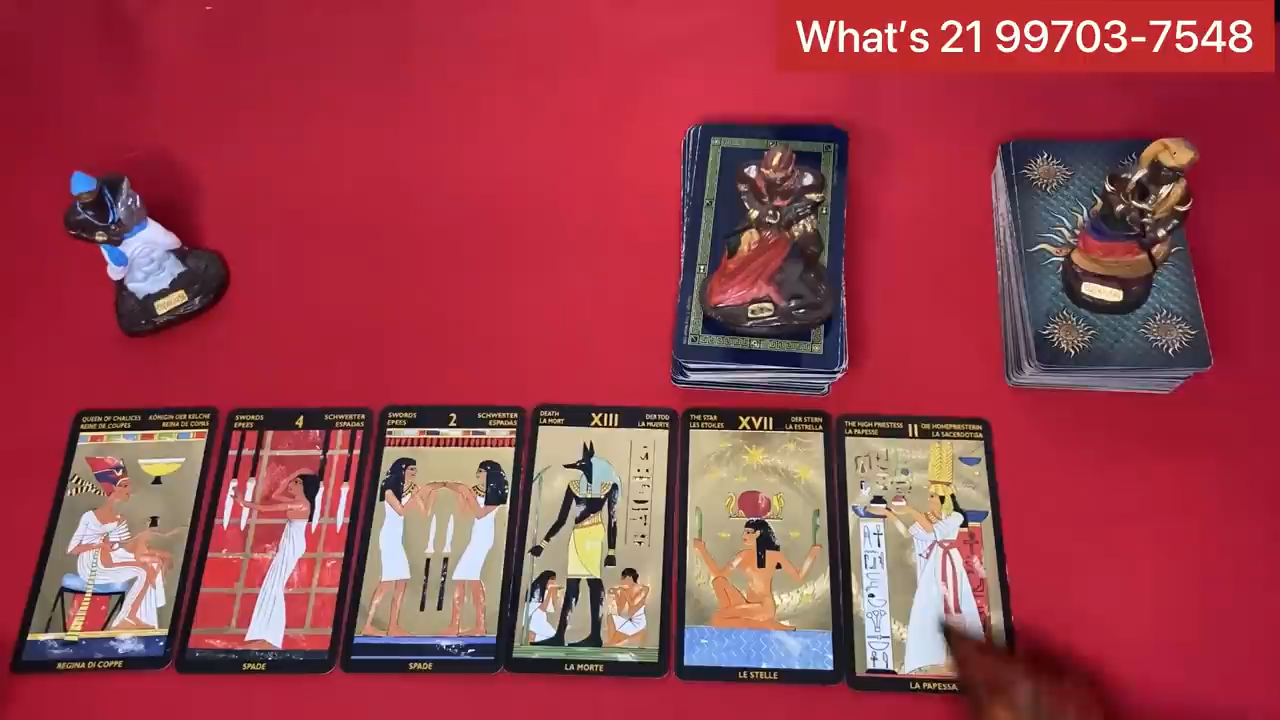 What's 21 99703-7548
QUEEN OF CHALICES KÖNIGIN DER KELCHE
REINE DE COUPES REINA DE COPAS
REGINA DI COPPE
SWORDS 4 SCHWERTER
EPEES ESPADAS
SPADE
SWORDS 2 SCHWERTER
EPEES ESPADAS
SPADE
DEATH XIII DER TOD
LA MORT LA MUERTE
LA MORTE
THE STAR XVII DER STERN
LES ETOILES LA ESTRELLA
LE STELLE
THE HIGH PRIESTESS II DIE HOHEPRIESTERIN
LA PAPESSE LA SACERDOTISA
LA PAPESSA